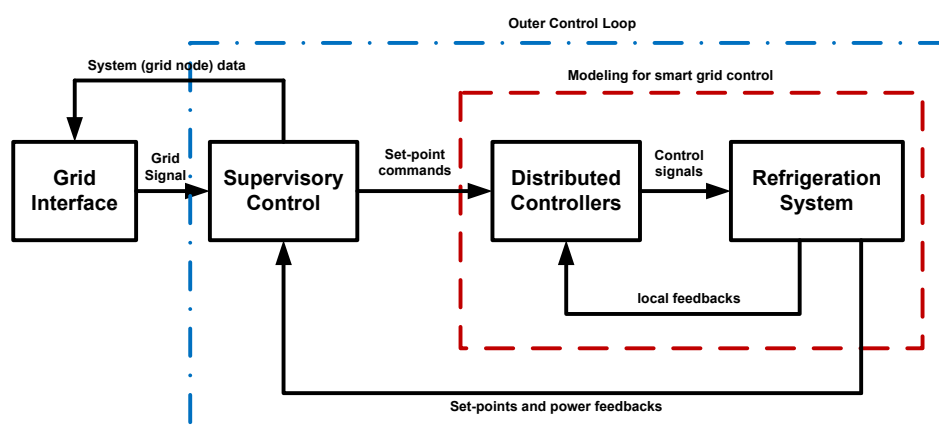 Outer Control Loop
System (grid node) data
Modeling for smart grid control
Grid
Interface
Grid
Signal
Supervisory
Control
Set-point
commands
Distributed
Controllers
Control
signals
Refrigeration
System
local feedbacks
Set-points and power feedbacks